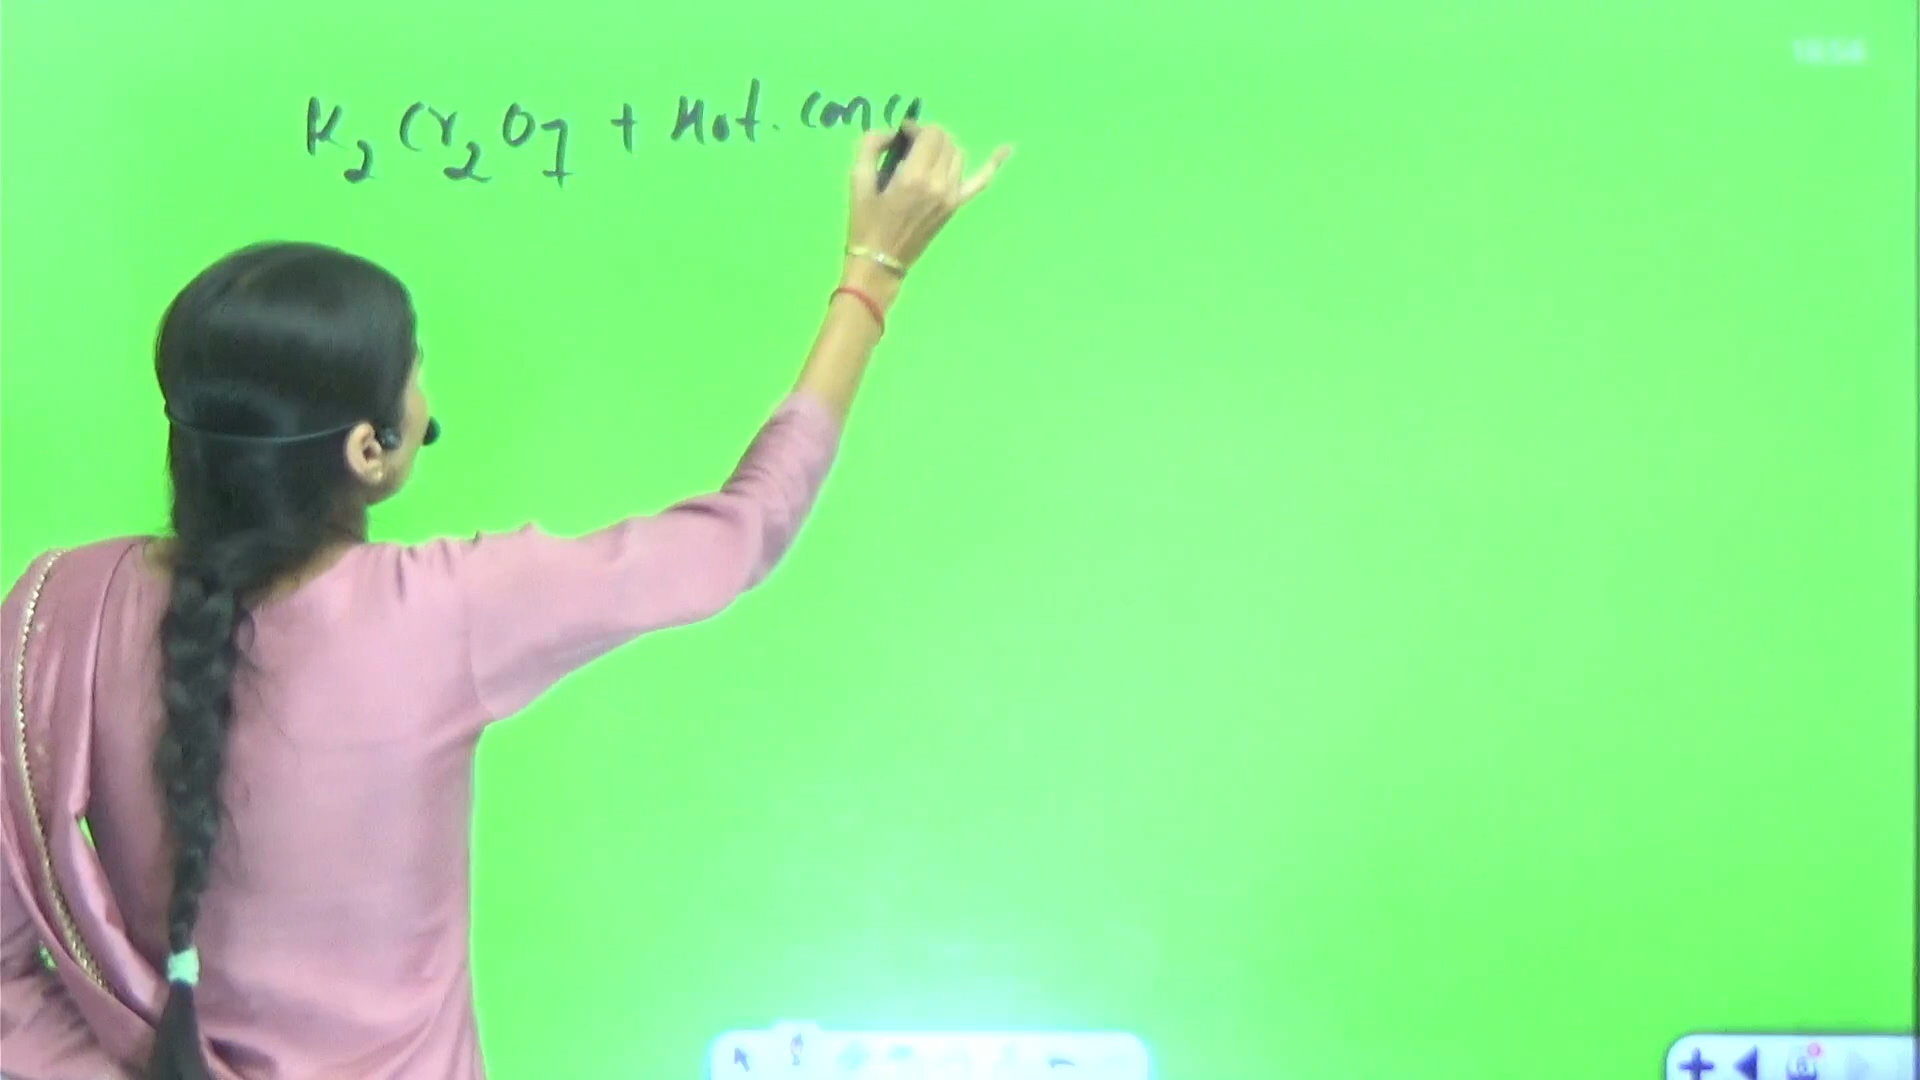 K₂Cr₂O₇ + Hot. conc